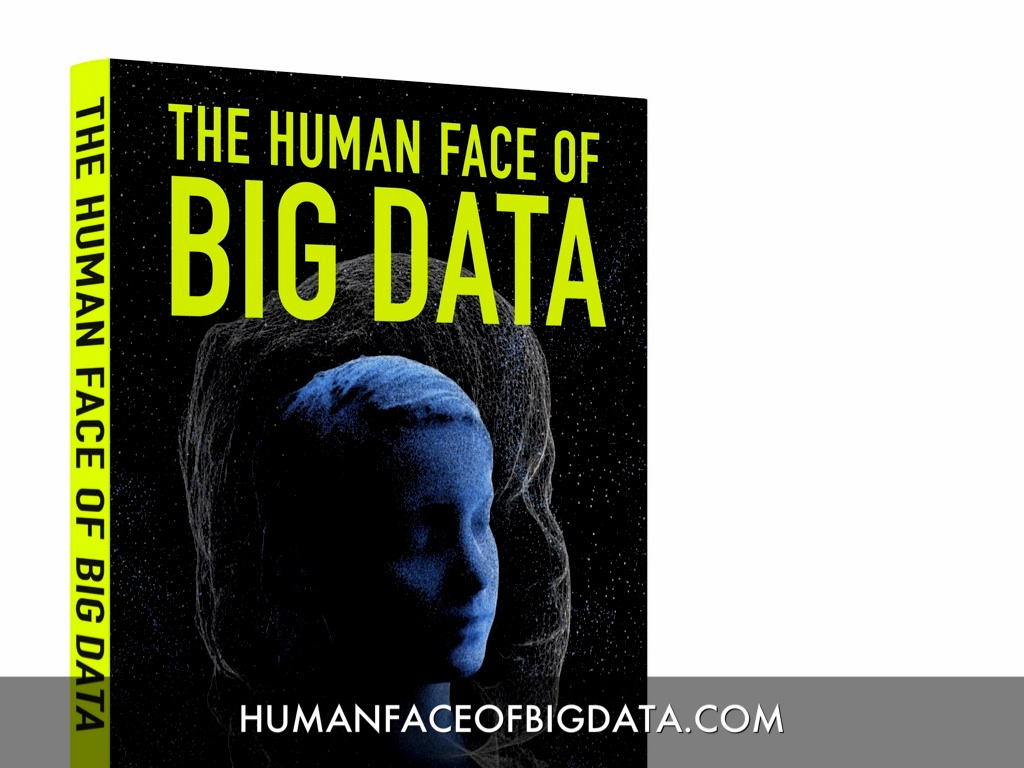 THE HUMAN FACE OF BIG DATA
THE HUMAN FACE OF
BIG DATA
HUMANFACEOFBIGDATA.COM